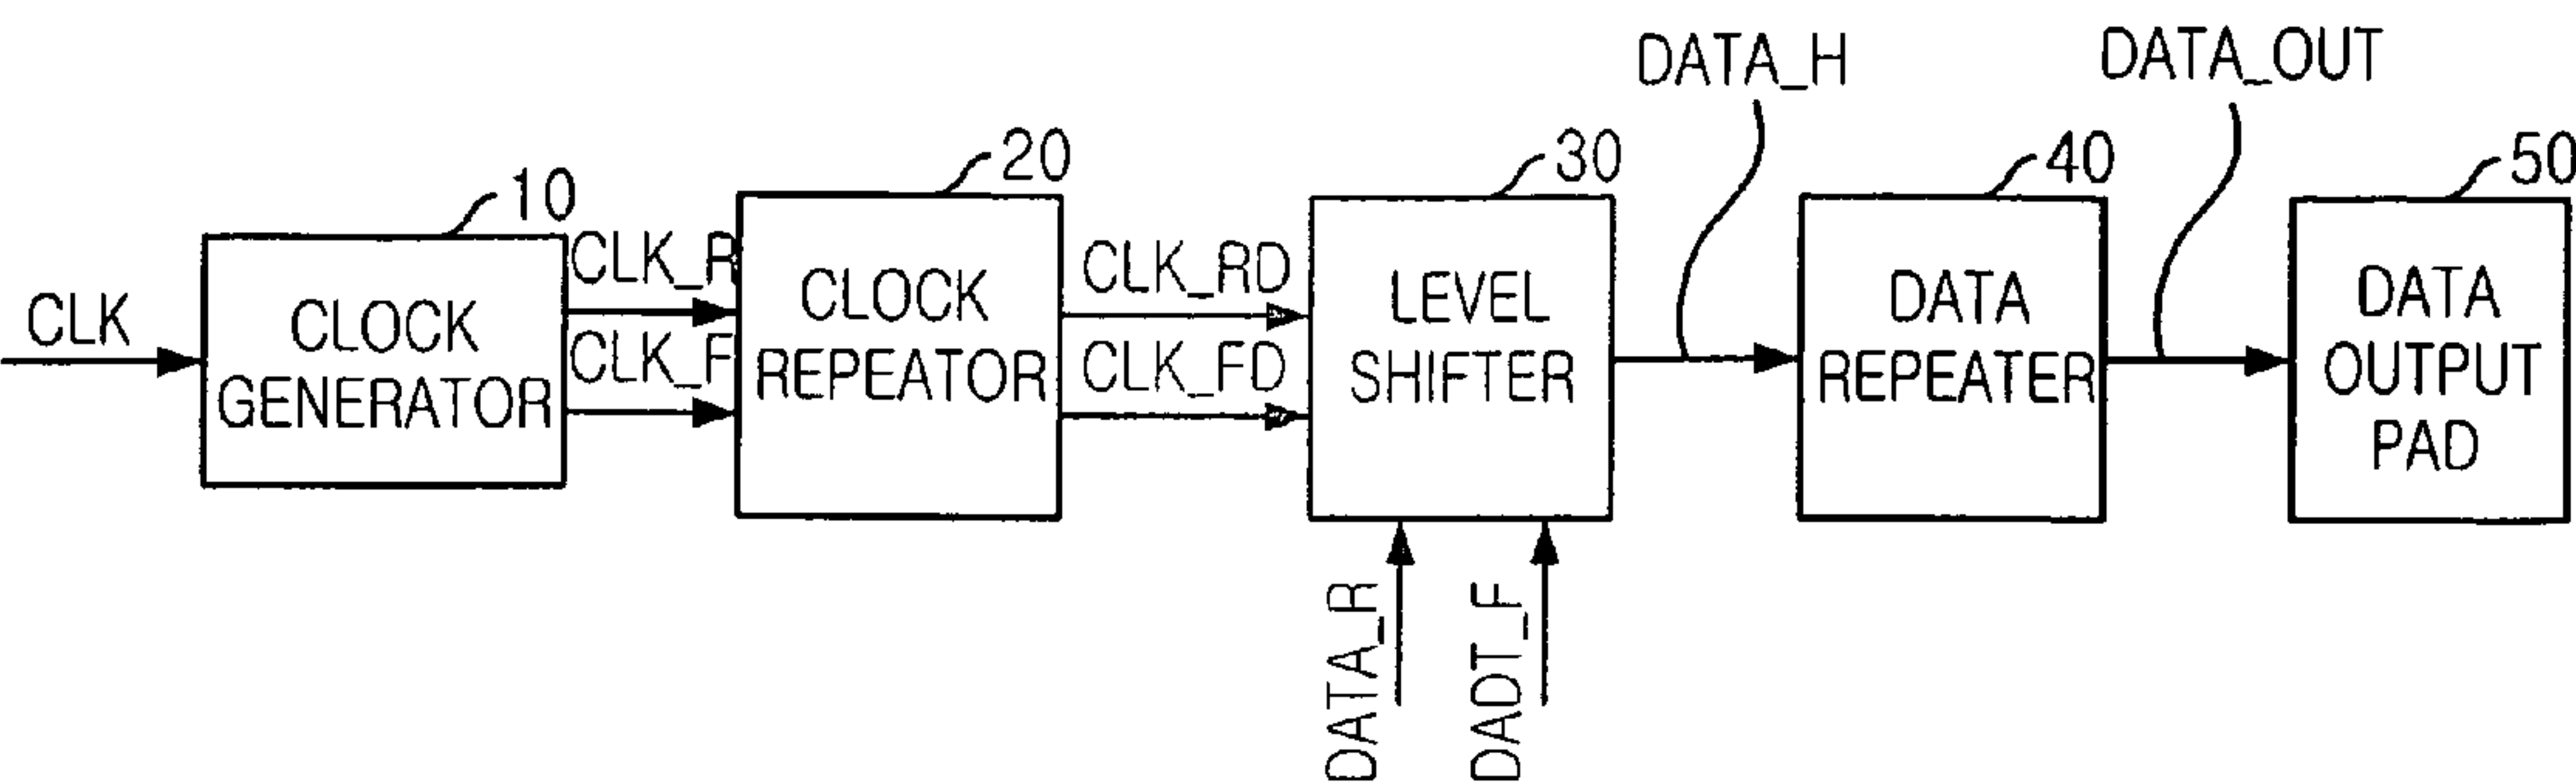 DATA_H
DATA_OUT
10
20
30
40
50
CLK
CLOCK
GENERATOR
CLK_R
CLK_F
CLOCK
REPEATOR
CLK_RD
CLK_FD
LEVEL
SHIFTER
DATA
REPEATER
DATA
OUTPUT
PAD
DATA_R
DADT_F